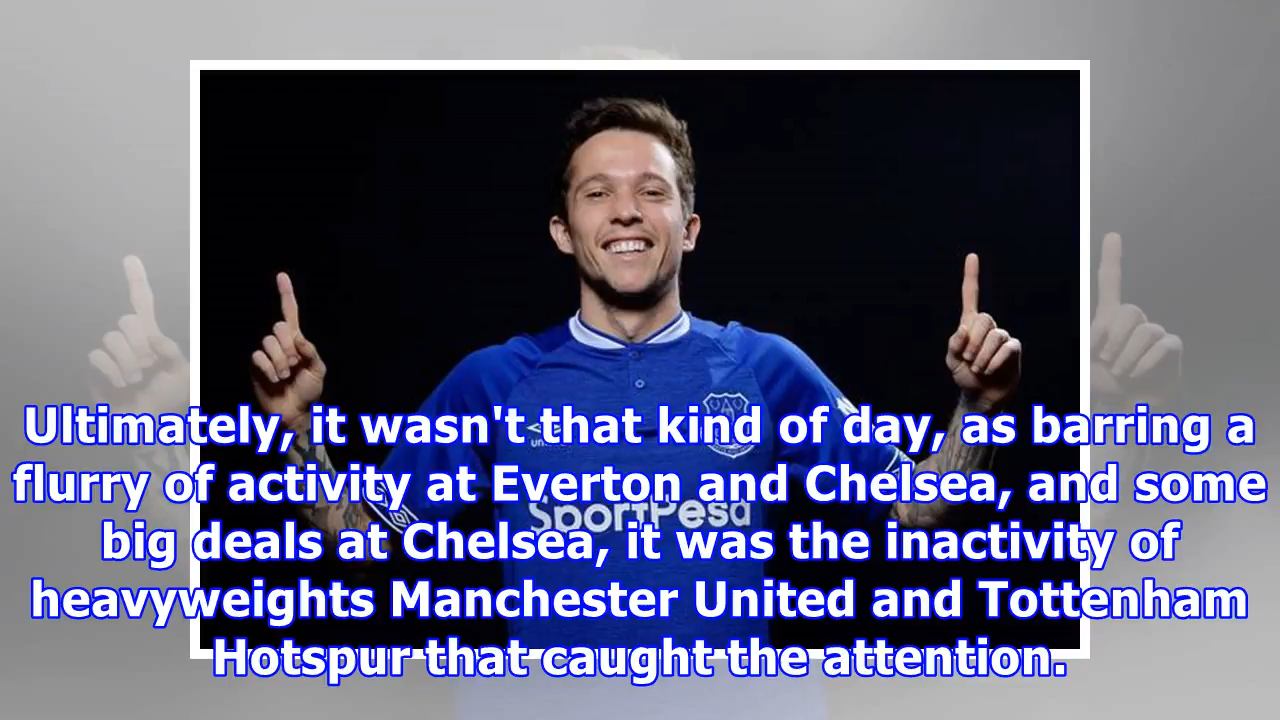 Ultimately, it wasn't that kind of day, as barring a
flurry of activity at Everton and Chelsea, and some
big deals at Chelsea, it was the inactivity of
heavyweights Manchester United and Tottenham
Hotspur that caught the attention.
SportPesa